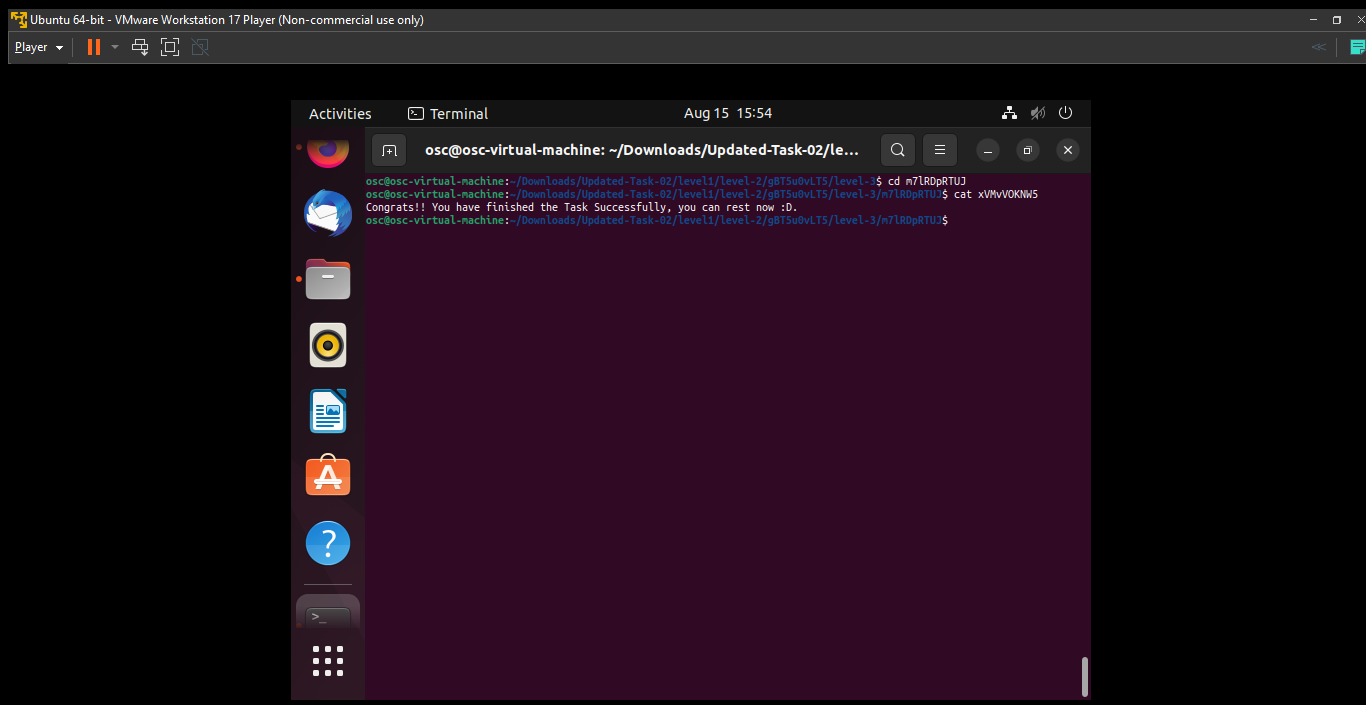 Ubuntu 64-bit - VMware Workstation 17 Player (Non-commercial use only)
Player
Activities Terminal Aug 15 15:54
osc@osc-virtual-machine: ~/Downloads/Updated-Task-02/le...
osc@osc-virtual-machine:~/Downloads/Updated-Task-02/level1/level-2/gBT5u0vLT5/level-3$ cd m7lRDpRTUJ
osc@osc-virtual-machine:~/Downloads/Updated-Task-02/level1/level-2/gBT5u0vLT5/level-3/m7lRDpRTUJ$ cat xVMvVOKNW5
Congrats!! You have finished the Task Successfully, you can rest now :D.
osc@osc-virtual-machine:~/Downloads/Updated-Task-02/level1/level-2/gBT5u0vLT5/level-3/m7lRDpRTUJ$